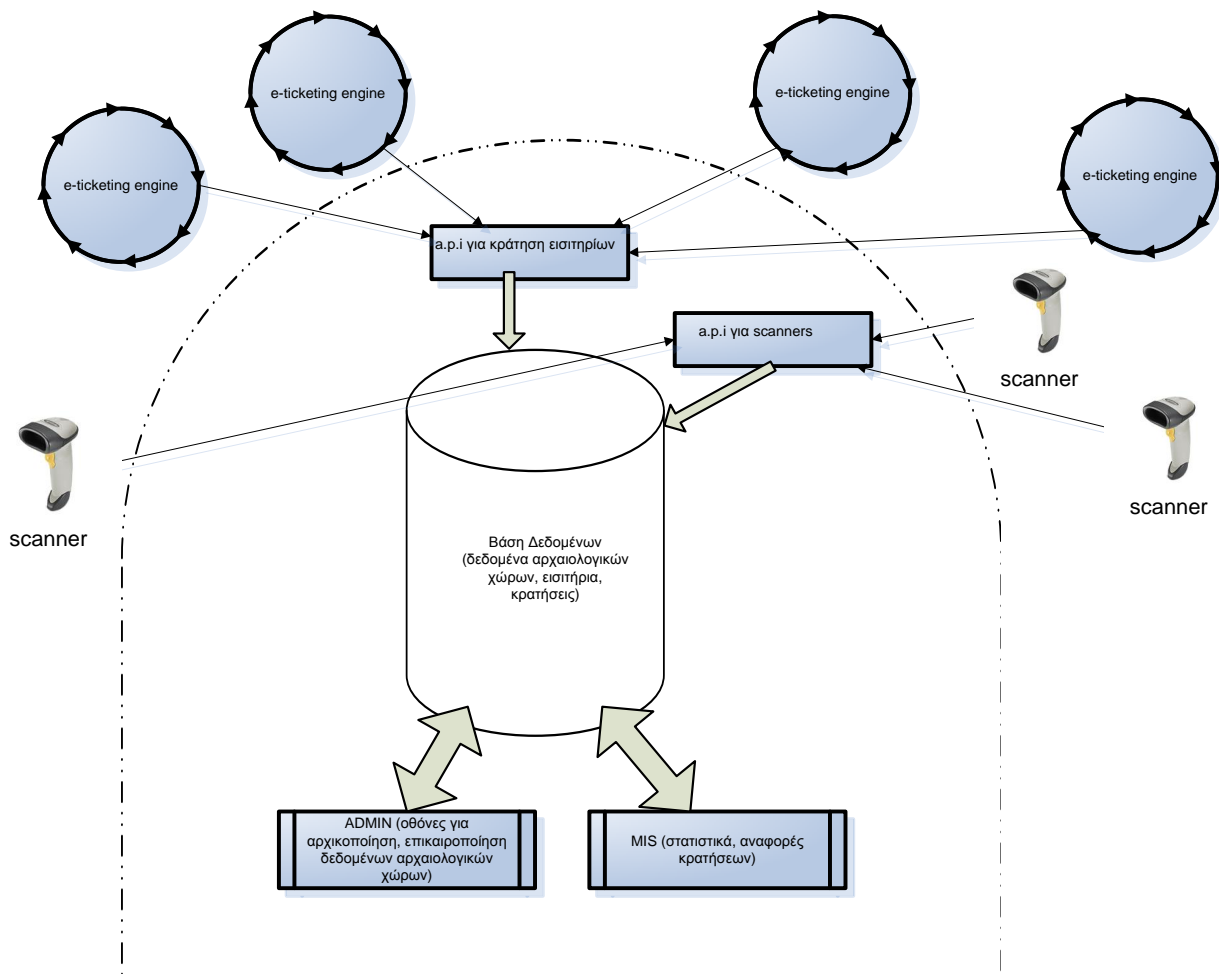 e-ticketing engine
e-ticketing engine
e-ticketing engine
e-ticketing engine
a.p.i για κράτηση εισιτηρίων
a.p.i για scanners
scanner
scanner
scanner
Βάση Δεδομένων
(δεδομένα αρχαιολογικών
χώρων, εισιτήρια,
κρατήσεις)
ADMIN (οθόνες για
αρχικοποίηση, επικαιροποίηση
δεδομένων αρχαιολογικών
χώρων)
MIS (στατιστικά, αναφορές
κρατήσεων)